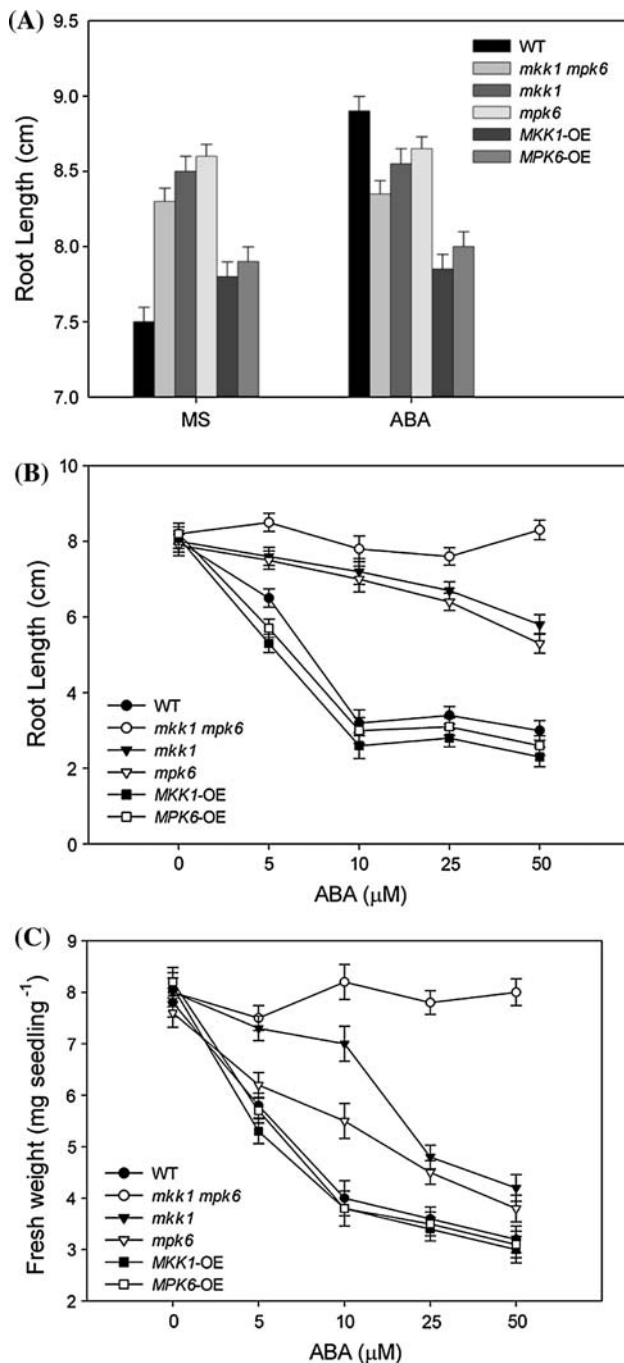 (A)
9.5
9.0
8.5
8.0
7.5
7.0
Root Length (cm)
WT
mkk1 mpk6
mkk1
mpk6
MKK1-OE
MPK6-OE
MS
ABA
(B)
10
8
6
4
2
0
Root Length (cm)
WT
mkk1 mpk6
mkk1
mpk6
MKK1-OE
MPK6-OE
0 5 10 25 50
ABA (μM)
(C)
9
8
7
6
5
4
3
2
Fresh weight (mg seedling⁻¹)
WT
mkk1 mpk6
mkk1
mpk6
MKK1-OE
MPK6-OE
0 5 10 25 50
ABA (μM)